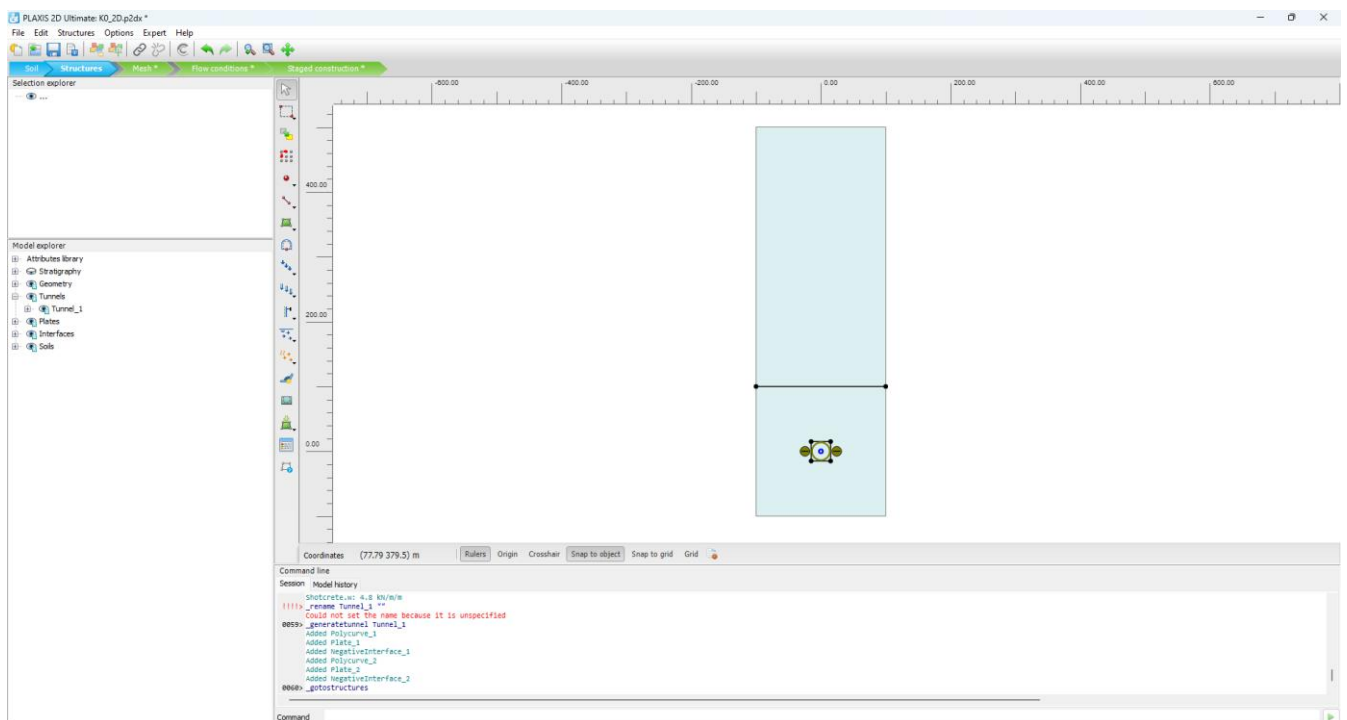 PLAXIS 2D Ultimate: K0_2D.p2dx *
File Edit Structures Options Expert Help
Soil Structures Mesh * Flow conditions * Staged construction *
Selection explorer
...
-600.00 -400.00 -200.00 0.00 200.00 400.00 600.00
400.00
200.00
0.00
Model explorer
Attributes library
Stratigraphy
Geometry
Tunnels
Tunnel_1
Plates
Interfaces
Soils
Coordinates (77.79 379.5) m Rulers Origin Crosshair Snap to object Snap to grid Grid
Command line
Session Model history
Shotcrete.w: 4.8 kN/m/m
!!!!> _rename Tunnel_1 ""
Could not set the name because it is unspecified
0059> _generatetunnel Tunnel_1
Added Polycurve_1
Added Plate_1
Added NegativeInterface_1
Added Polycurve_2
Added Plate_2
Added NegativeInterface_2
0060> _gotostructures
Command